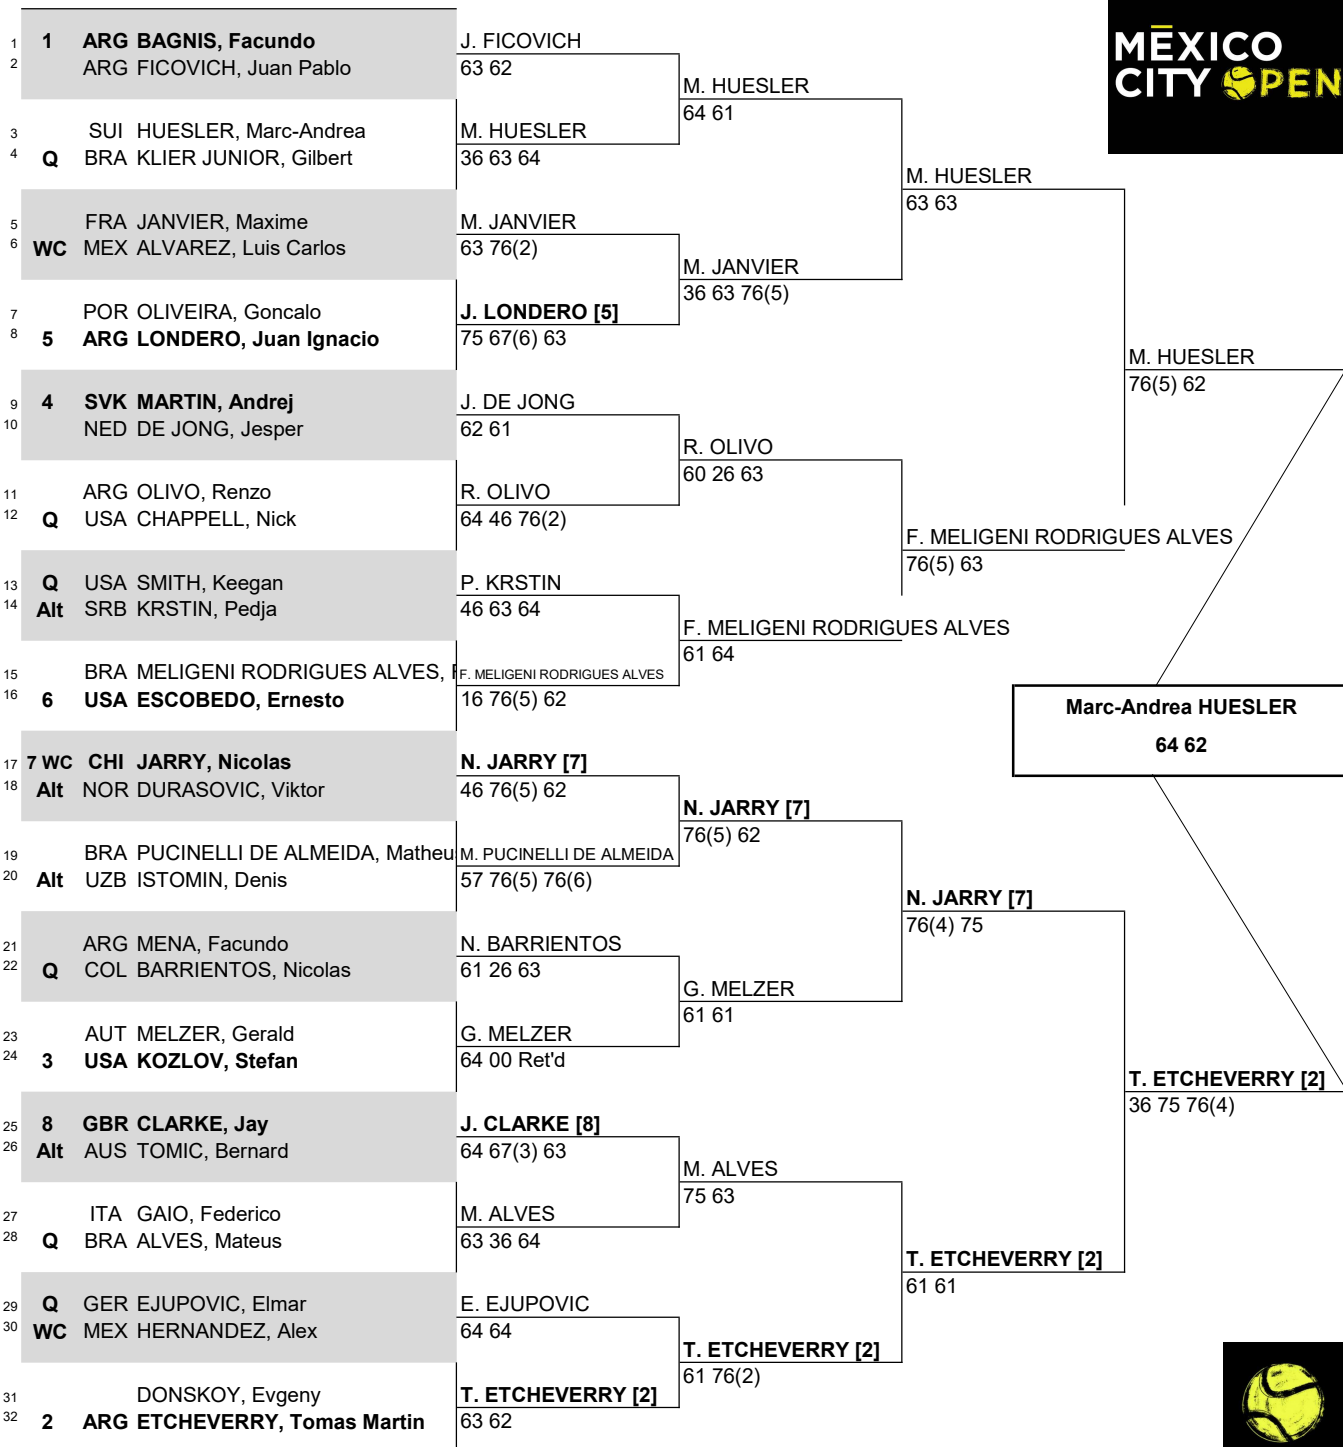 MĒXICO
CITY OPEN
1 1 ARG BAGNIS, Facundo
2 ARG FICOVICH, Juan Pablo
3 SUI HUESLER, Marc-Andrea
4 Q BRA KLIER JUNIOR, Gilbert
5 FRA JANVIER, Maxime
6 WC MEX ALVAREZ, Luis Carlos
7 POR OLIVEIRA, Goncalo
8 5 ARG LONDERO, Juan Ignacio
9 4 SVK MARTIN, Andrej
10 NED DE JONG, Jesper
11 ARG OLIVO, Renzo
12 Q USA CHAPPELL, Nick
13 Q USA SMITH, Keegan
14 Alt SRB KRSTIN, Pedja
15 BRA MELIGENI RODRIGUES ALVES, F
16 6 USA ESCOBEDO, Ernesto
17 7 WC CHI JARRY, Nicolas
18 Alt NOR DURASOVIC, Viktor
19 BRA PUCINELLI DE ALMEIDA, Matheu
20 Alt UZB ISTOMIN, Denis
21 ARG MENA, Facundo
22 Q COL BARRIENTOS, Nicolas
23 AUT MELZER, Gerald
24 3 USA KOZLOV, Stefan
25 8 GBR CLARKE, Jay
26 Alt AUS TOMIC, Bernard
27 ITA GAIO, Federico
28 Q BRA ALVES, Mateus
29 Q GER EJUPOVIC, Elmar
30 WC MEX HERNANDEZ, Alex
31 DONSKOY, Evgeny
32 2 ARG ETCHEVERRY, Tomas Martin
J. FICOVICH
63 62
M. HUESLER
36 63 64
M. JANVIER
63 76(2)
J. LONDERO [5]
75 67(6) 63
J. DE JONG
62 61
R. OLIVO
64 46 76(2)
P. KRSTIN
46 63 64
F. MELIGENI RODRIGUES ALVES
16 76(5) 62
N. JARRY [7]
46 76(5) 62
M. PUCINELLI DE ALMEIDA
57 76(5) 76(6)
N. BARRIENTOS
61 26 63
G. MELZER
64 00 Ret'd
J. CLARKE [8]
64 67(3) 63
M. ALVES
63 36 64
E. EJUPOVIC
64 64
T. ETCHEVERRY [2]
63 62
M. HUESLER
64 61
M. JANVIER
36 63 76(5)
R. OLIVO
60 26 63
F. MELIGENI RODRIGUES ALVES
61 64
N. JARRY [7]
76(5) 62
G. MELZER
61 61
M. ALVES
75 63
T. ETCHEVERRY [2]
61 76(2)
M. HUESLER
63 63
F. MELIGENI RODRIGUES ALVES
76(5) 63
N. JARRY [7]
76(4) 75
T. ETCHEVERRY [2]
61 61
M. HUESLER
76(5) 62
T. ETCHEVERRY [2]
36 75 76(4)
Marc-Andrea HUESLER
64 62